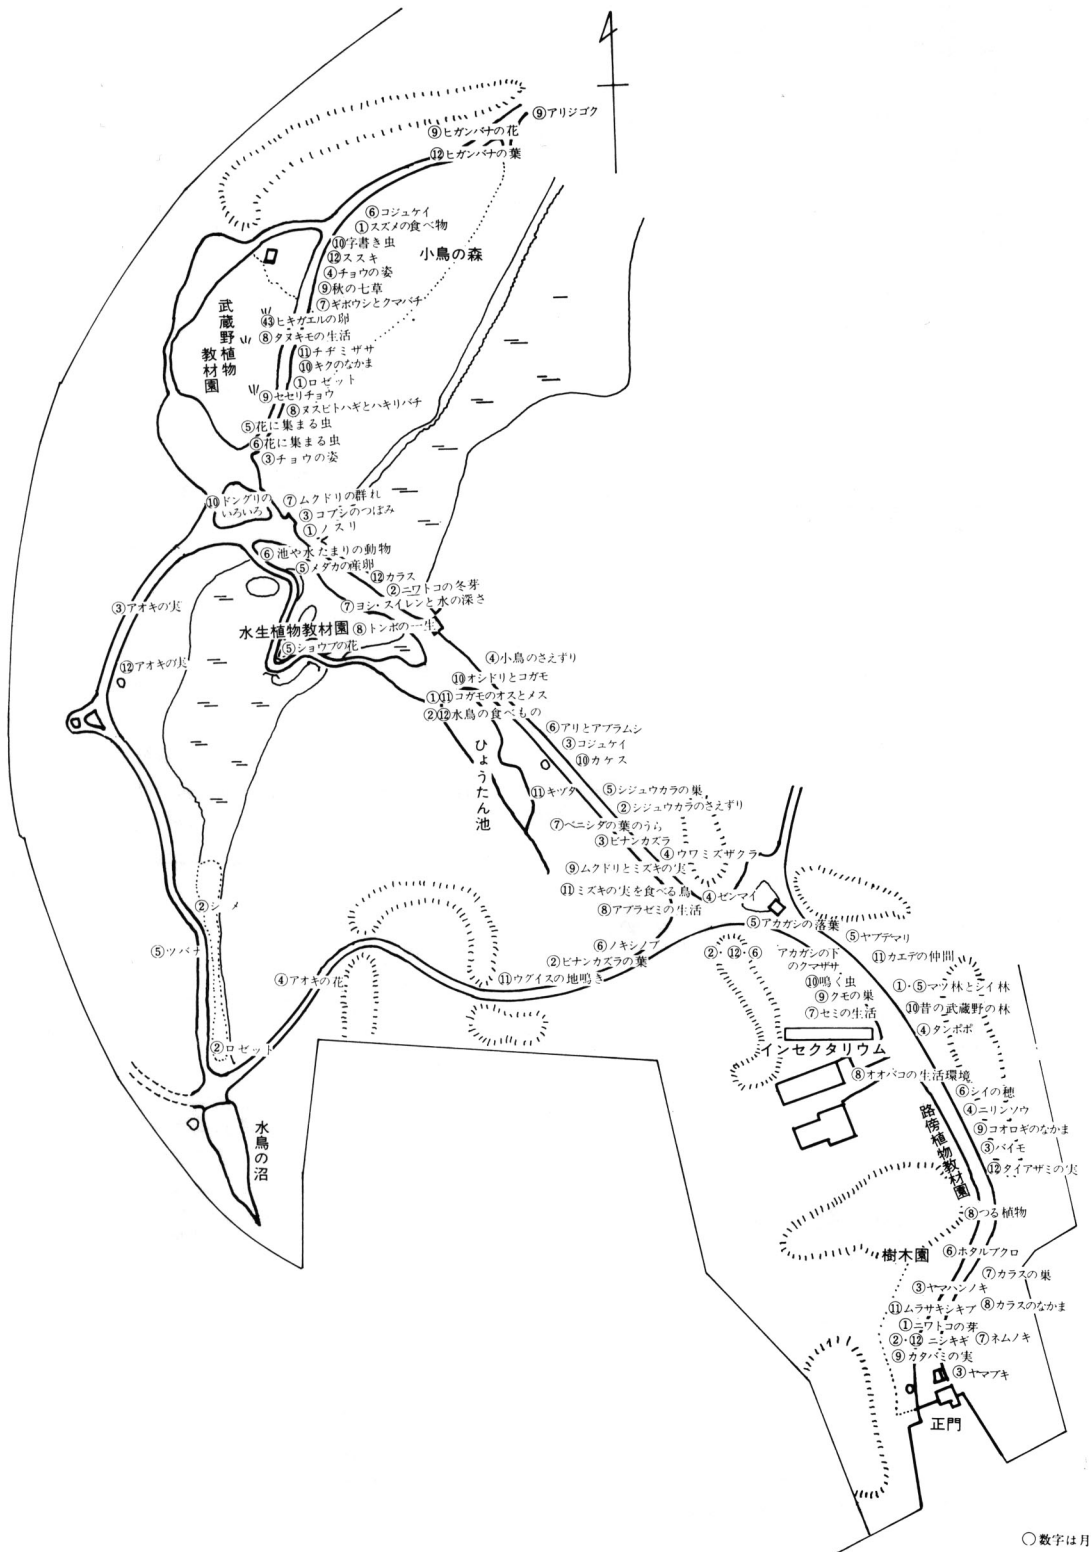 ⑨アリジゴク
⑨ヒガンバナの花
⑫ヒガンバナの葉
⑥コジュケイ
①スズメの食べ物
⑩字書き虫
小鳥の森
⑫ススキ
④チョウの姿
⑨秋の七草
⑦ギボウシとクマバチ
武蔵野植物
教材園
④③ヒキガエルの卵
⑧タヌキモの生活
⑪チヂミザサ
⑩キクのなかま
①ロゼット
⑨セセリチョウ
⑧ヌスビトハギとハキリバチ
⑤花に集まる虫
⑥花に集まる虫
③チョウの姿
⑩ドングリの
いろいろ
⑦ムクドリの群れ
③コブシのつぼみ
①ノスリ
⑥池や水たまりの動物
⑤メダカの産卵
⑫カラス
②ニワトコの冬芽
⑦ヨシ・スイレンと水の深さ
③アオキの実
水生植物教材園
⑧トンボの一生
⑤ショウブの花
⑫アオキの実
④小鳥のさえずり
⑩オシドリとコガモ
①⑪コガモのオスとメス
②⑫水鳥の食べもの
ひょうたん池
⑥アリとアブラムシ
③コジュケイ
⑩カケス
⑪キヅタ
⑤シジュウカラの巣
②シジュウカラのさえずり
⑦ベニシダの葉のうら
③ビナンカズラ
④ウワミズザクラ
⑨ムクドリとミズキの実
⑪ミズキの実を食べる鳥
④ゼンマイ
⑧アブラゼミの生活
⑤アカガシの落葉
⑤ヤブデマリ
②シメ
⑤ツバナ
④アオキの花
⑥ノキシノブ
②ビナンカズラの葉
⑪ウグイスの地鳴き
②・⑫・⑥
アカガシの下
のクマザサ
⑪カエデの仲間
⑩鳴く虫
⑨クモの巣
⑦セミの生活
①・⑤マツ林とシイ林
⑩昔の武蔵野の林
④タンポポ
インセクタリウム
②ロゼット
⑧オオバコの生活環境
⑥シイの穂
④ニリンソウ
⑨コオロギのなかま
③バイモ
⑫タイアザミの実
路傍植物教材園
水鳥の沼
⑧つる植物
樹木園
⑥ホタルブクロ
⑦カラスの巣
③ヤマハンノキ
⑪ムラサキシキブ
⑧カラスのなかま
①ニワトコの芽
②・⑫ニシキギ
⑦ネムノキ
⑨カタバミの実
③ヤマブキ
正門
○数字は月